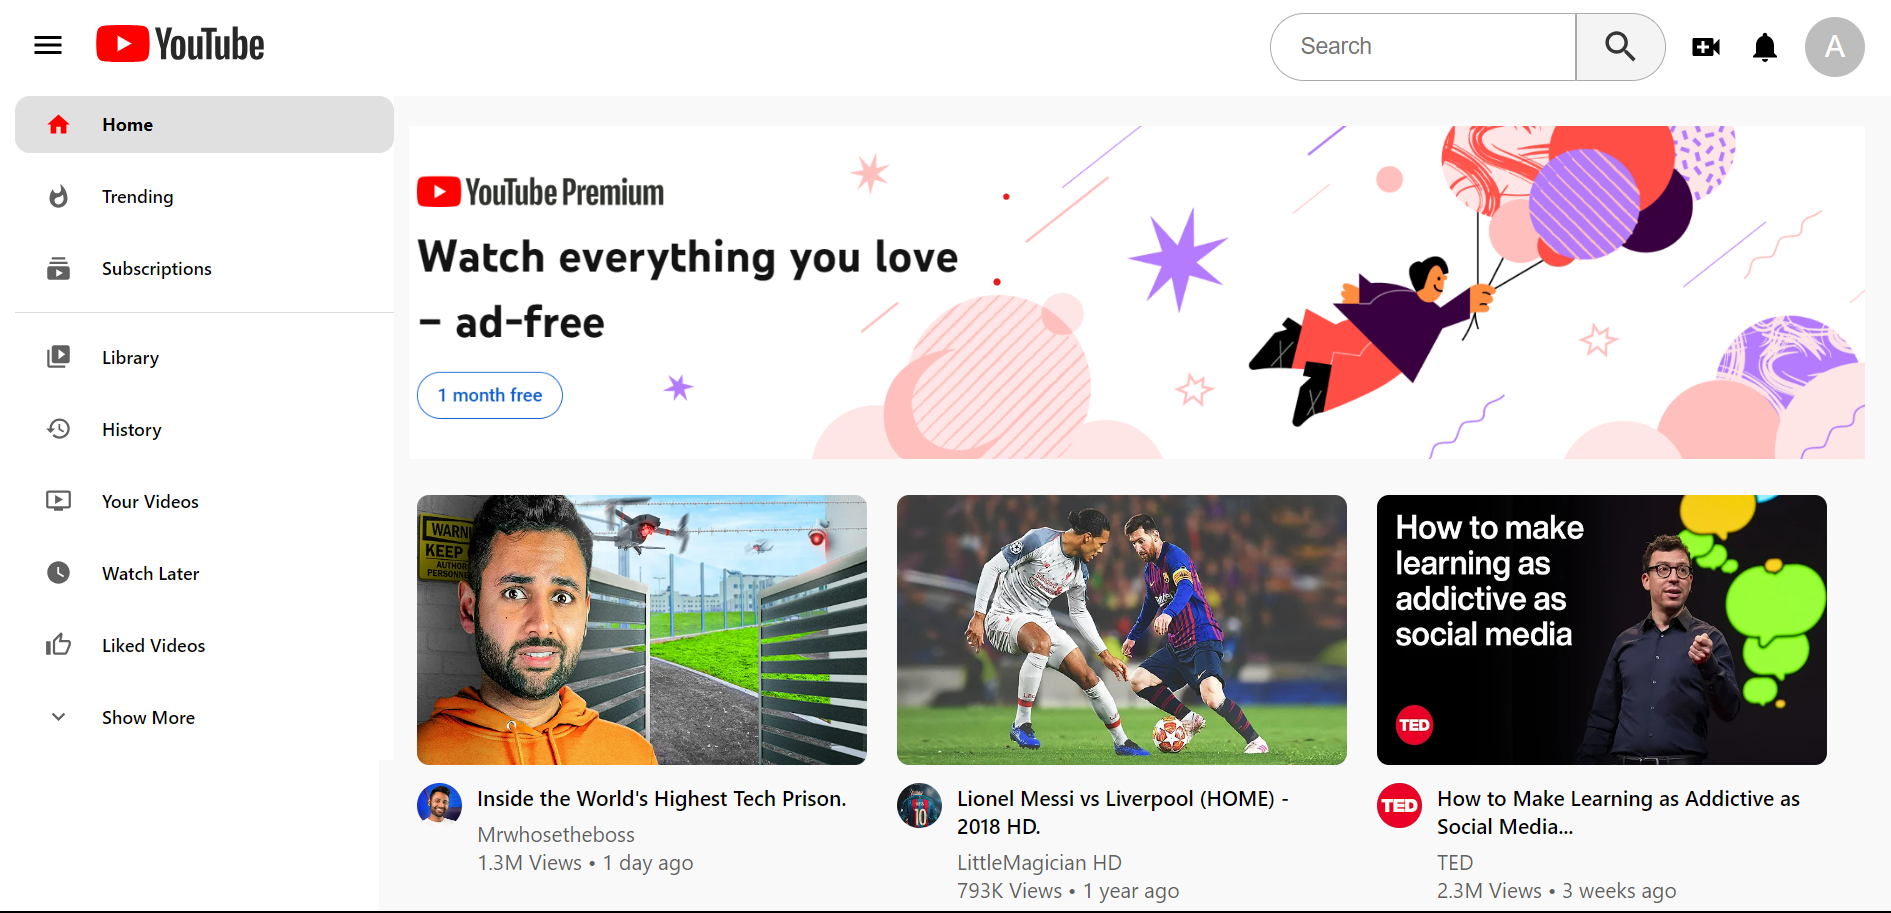 YouTube
Search
A
Home
Trending
Subscriptions
Library
History
Your Videos
Watch Later
Liked Videos
Show More
YouTube Premium
Watch everything you love
– ad-free
1 month free
KEEP
How to make
learning as
addictive as
social media
TED
Inside the World's Highest Tech Prison.
Mrwhosetheboss
1.3M Views • 1 day ago
10
Lionel Messi vs Liverpool (HOME) -
2018 HD.
LittleMagician HD
793K Views • 1 year ago
TED
How to Make Learning as Addictive as
Social Media...
TED
2.3M Views • 3 weeks ago